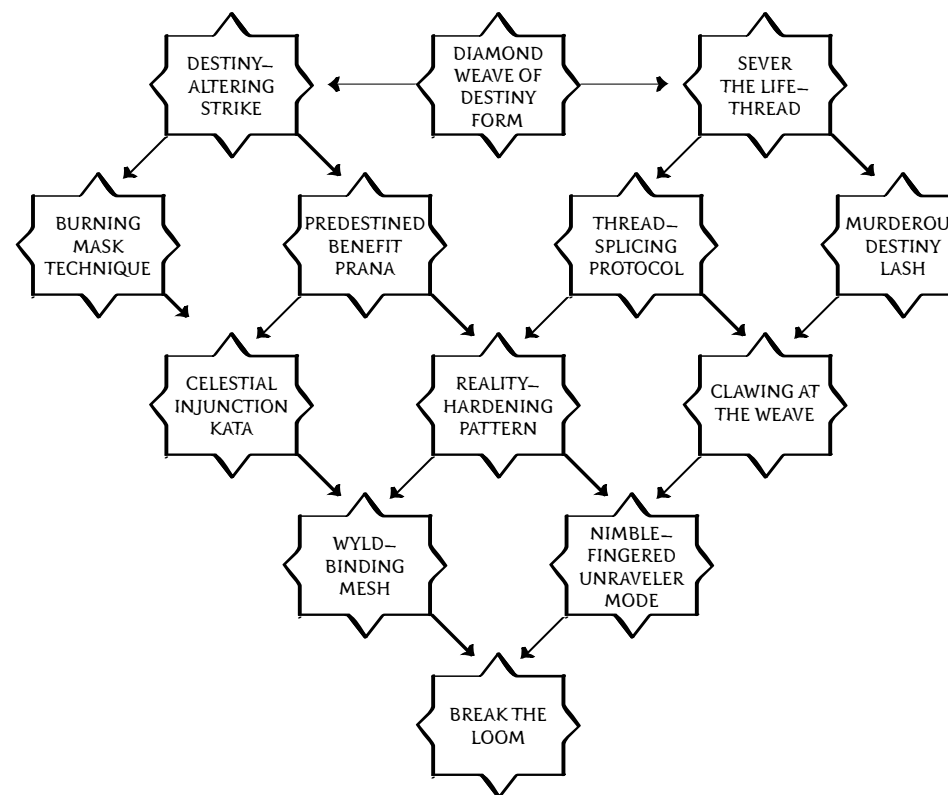 DESTINY–
ALTERING
STRIKE
DIAMOND
WEAVE OF
DESTINY
FORM
SEVER
THE LIFE–
THREAD
BURNING
MASK
TECHNIQUE
PREDESTINED
BENEFIT
PRANA
THREAD–
SPLICING
PROTOCOL
MURDEROU
DESTINY
LASH
CELESTIAL
INJUNCTION
KATA
REALITY–
HARDENING
PATTERN
CLAWING AT
THE WEAVE
WYLD–
BINDING
MESH
NIMBLE–
FINGERED
UNRAVELER
MODE
BREAK THE
LOOM